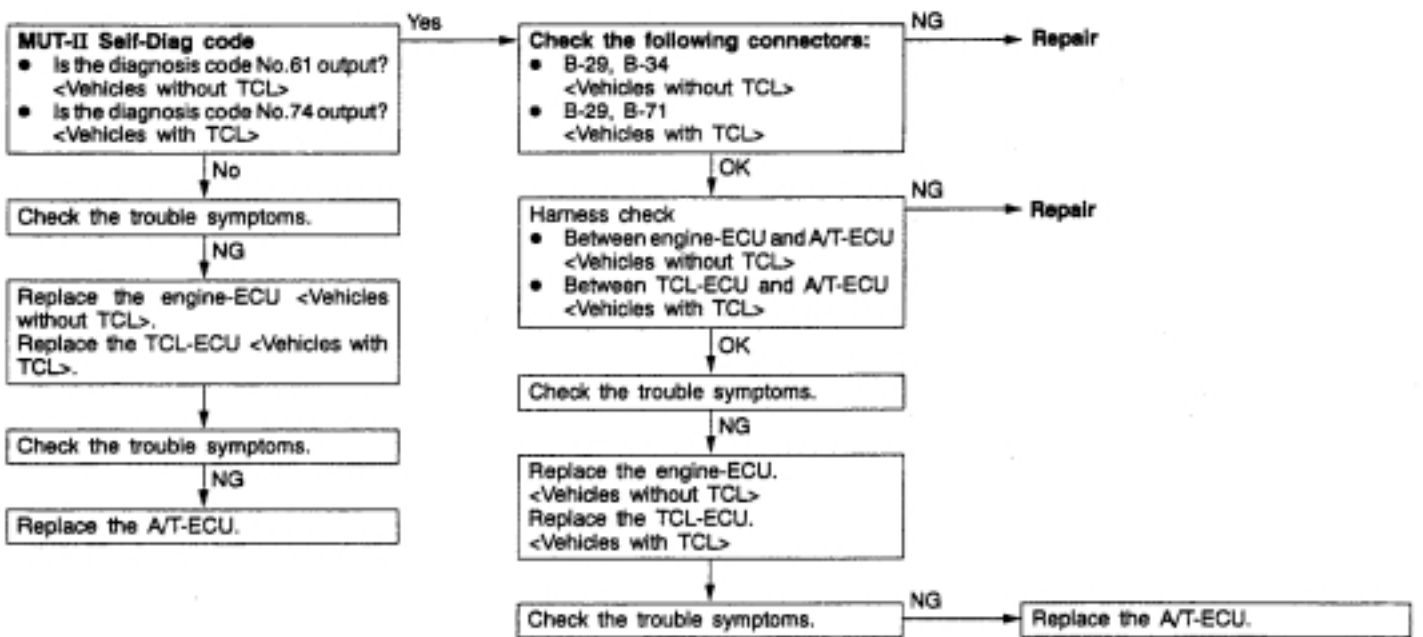 MUT-II Self-Diag code
● Is the diagnosis code No.61 output?
<Vehicles without TCL>
● Is the diagnosis code No.74 output?
<Vehicles with TCL>
Yes
No
Check the trouble symptoms.
NG
Replace the engine-ECU <Vehicles
without TCL>.
Replace the TCL-ECU <Vehicles with
TCL>.
Check the trouble symptoms.
NG
Replace the A/T-ECU.
Check the following connectors:
● B-29, B-34
<Vehicles without TCL>
● B-29, B-71
<Vehicles with TCL>
NG
Repair
OK
Harness check
● Between engine-ECU and A/T-ECU
<Vehicles without TCL>
● Between TCL-ECU and A/T-ECU
<Vehicles with TCL>
NG
Repair
OK
Check the trouble symptoms.
NG
Replace the engine-ECU.
<Vehicles without TCL>
Replace the TCL-ECU.
<Vehicles with TCL>
Check the trouble symptoms.
NG
Replace the A/T-ECU.